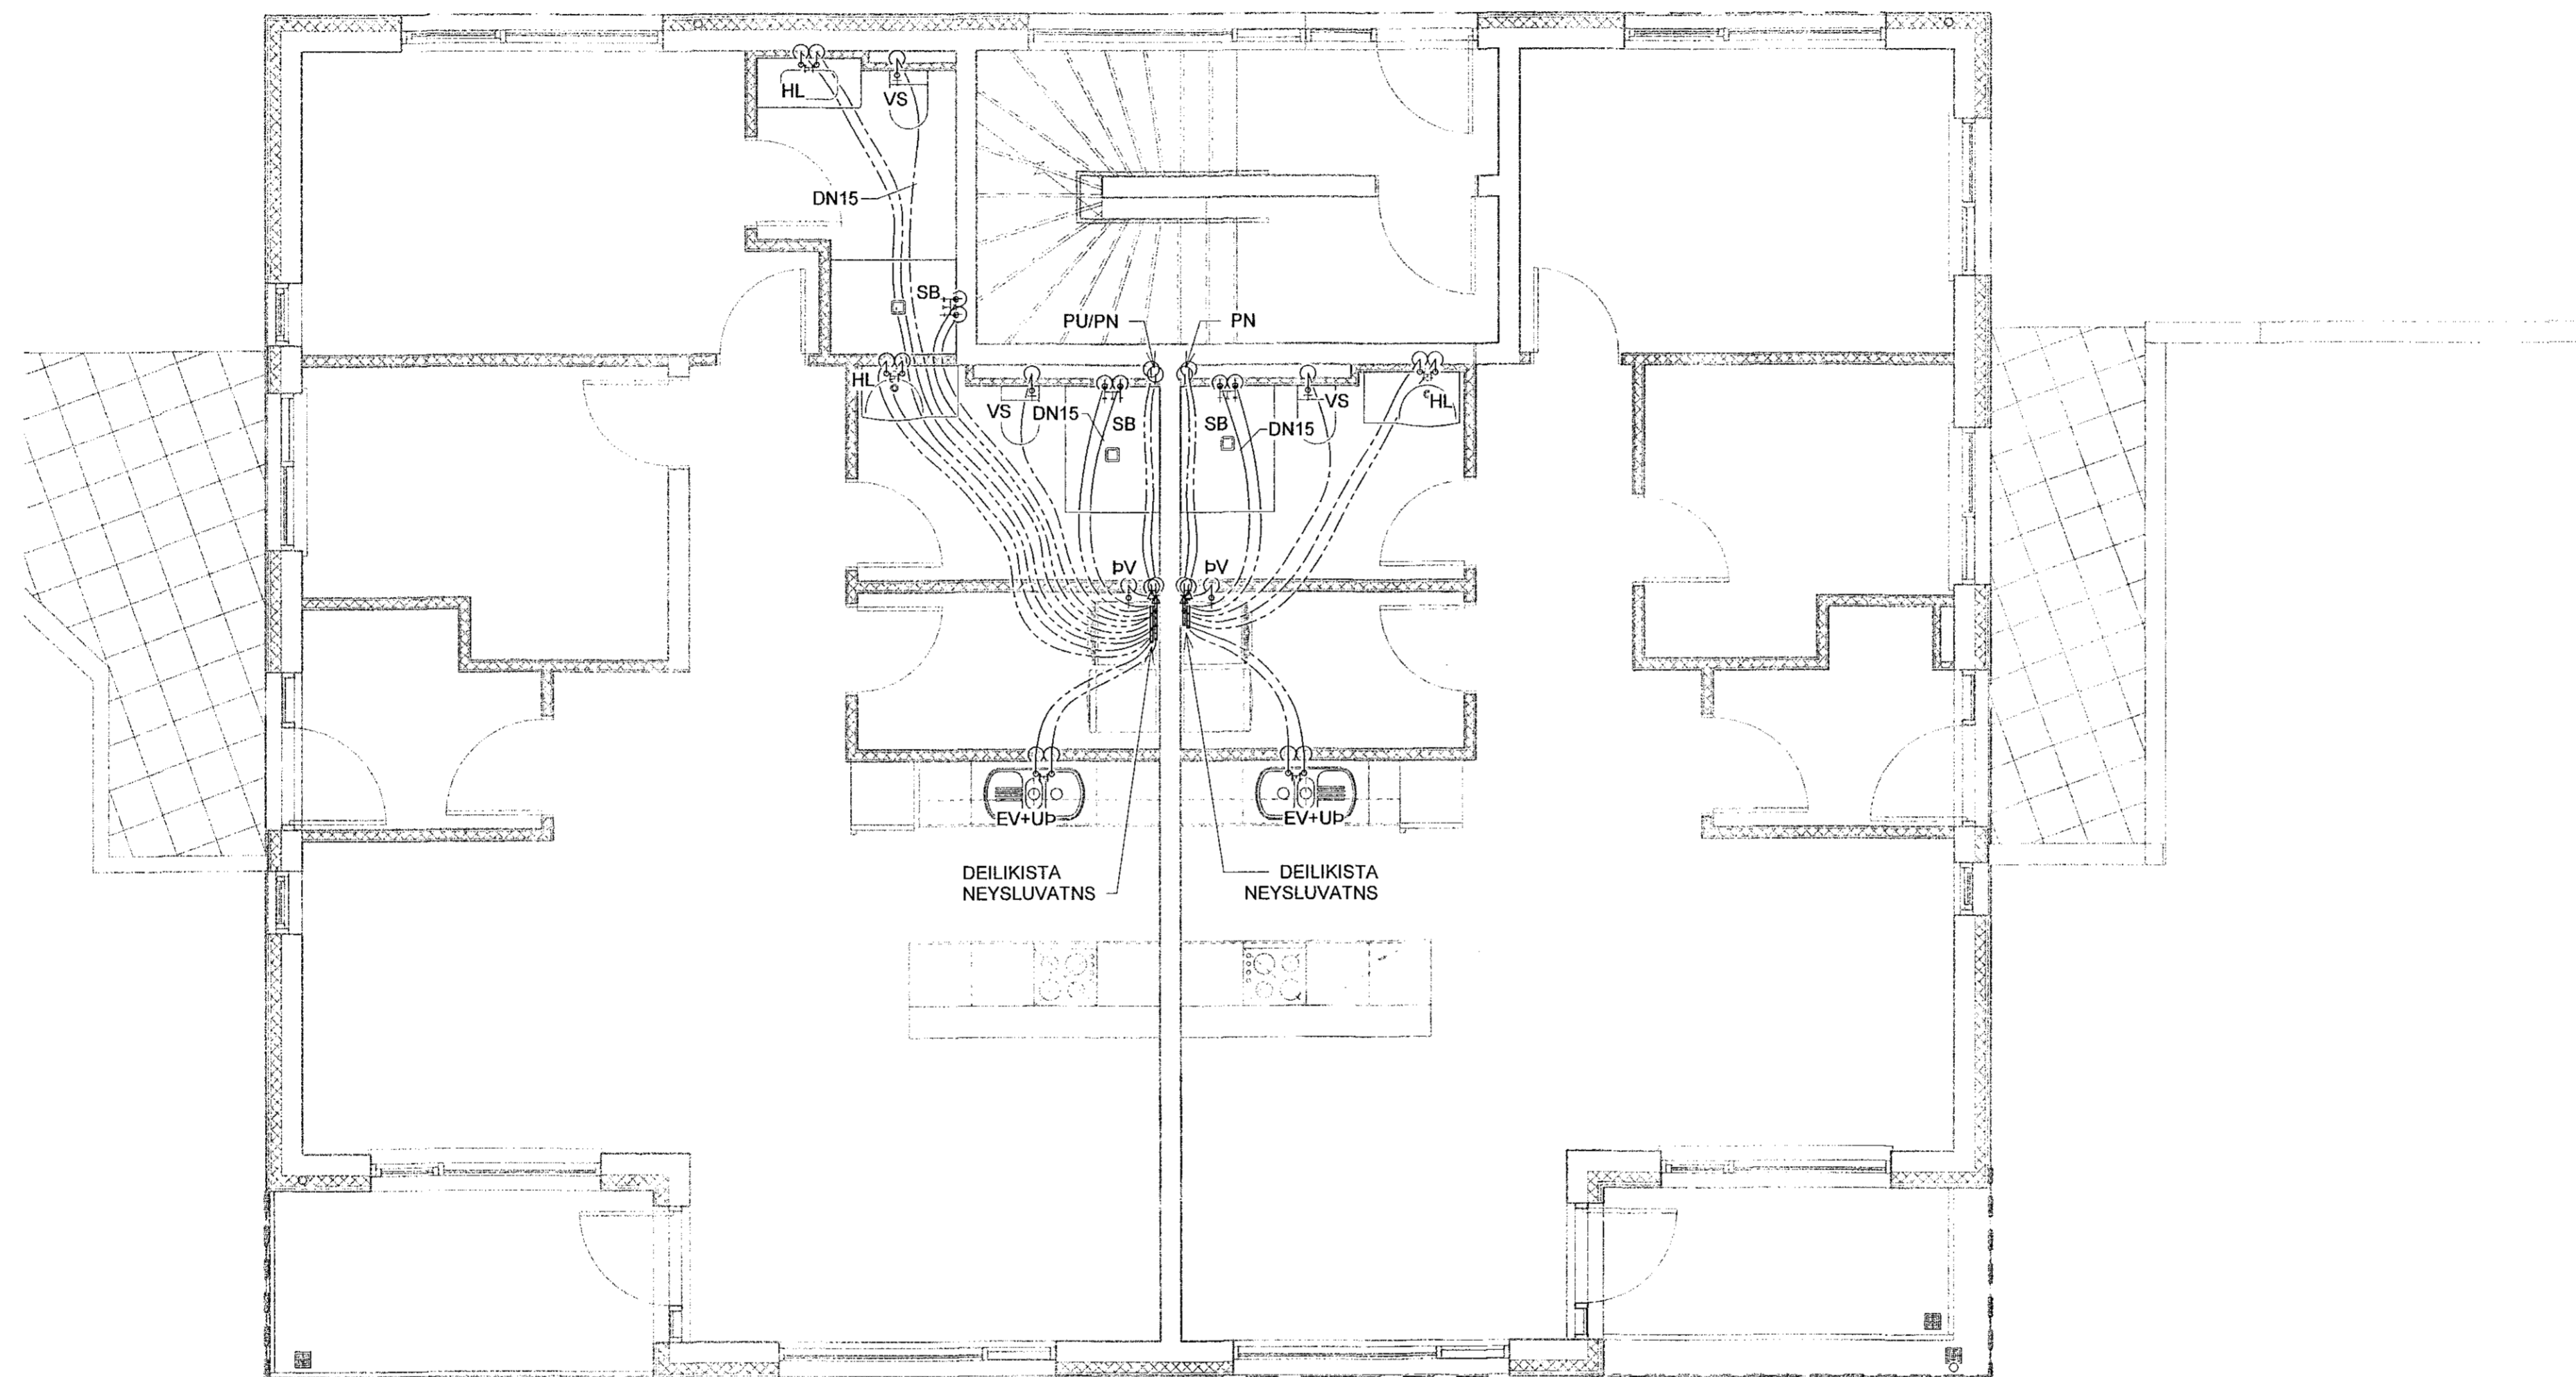 HL
VS
DN15
SB
PU/PN
PN
HL
VS
DN15
SB
SB
DN15
VS
HL
ÞV
ÞV
EV+UÞ
EV+UÞ
DEILIKISTA
NEYSLUVATNS
DEILIKISTA
NEYSLUVATNS